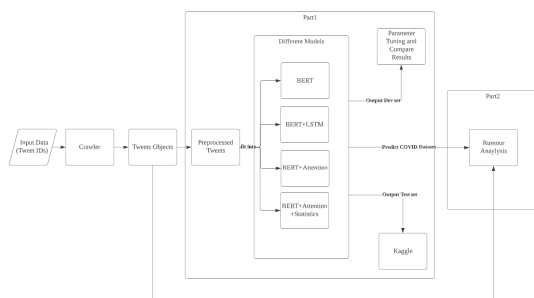 Part1
Different Models
Parameter
Tuning and
Compare
Results
BERT
Output Dev set
Part2
BERT+LSTM
Input Data
(Tweet IDs)
Crawler
Tweets Objects
Preprocessed
Tweets
fit into
Predict COVID Dataset
Rumour
Anaylysis
BERT+Attention
Output Test set
BERT+Attention
+Statistics
Kaggle